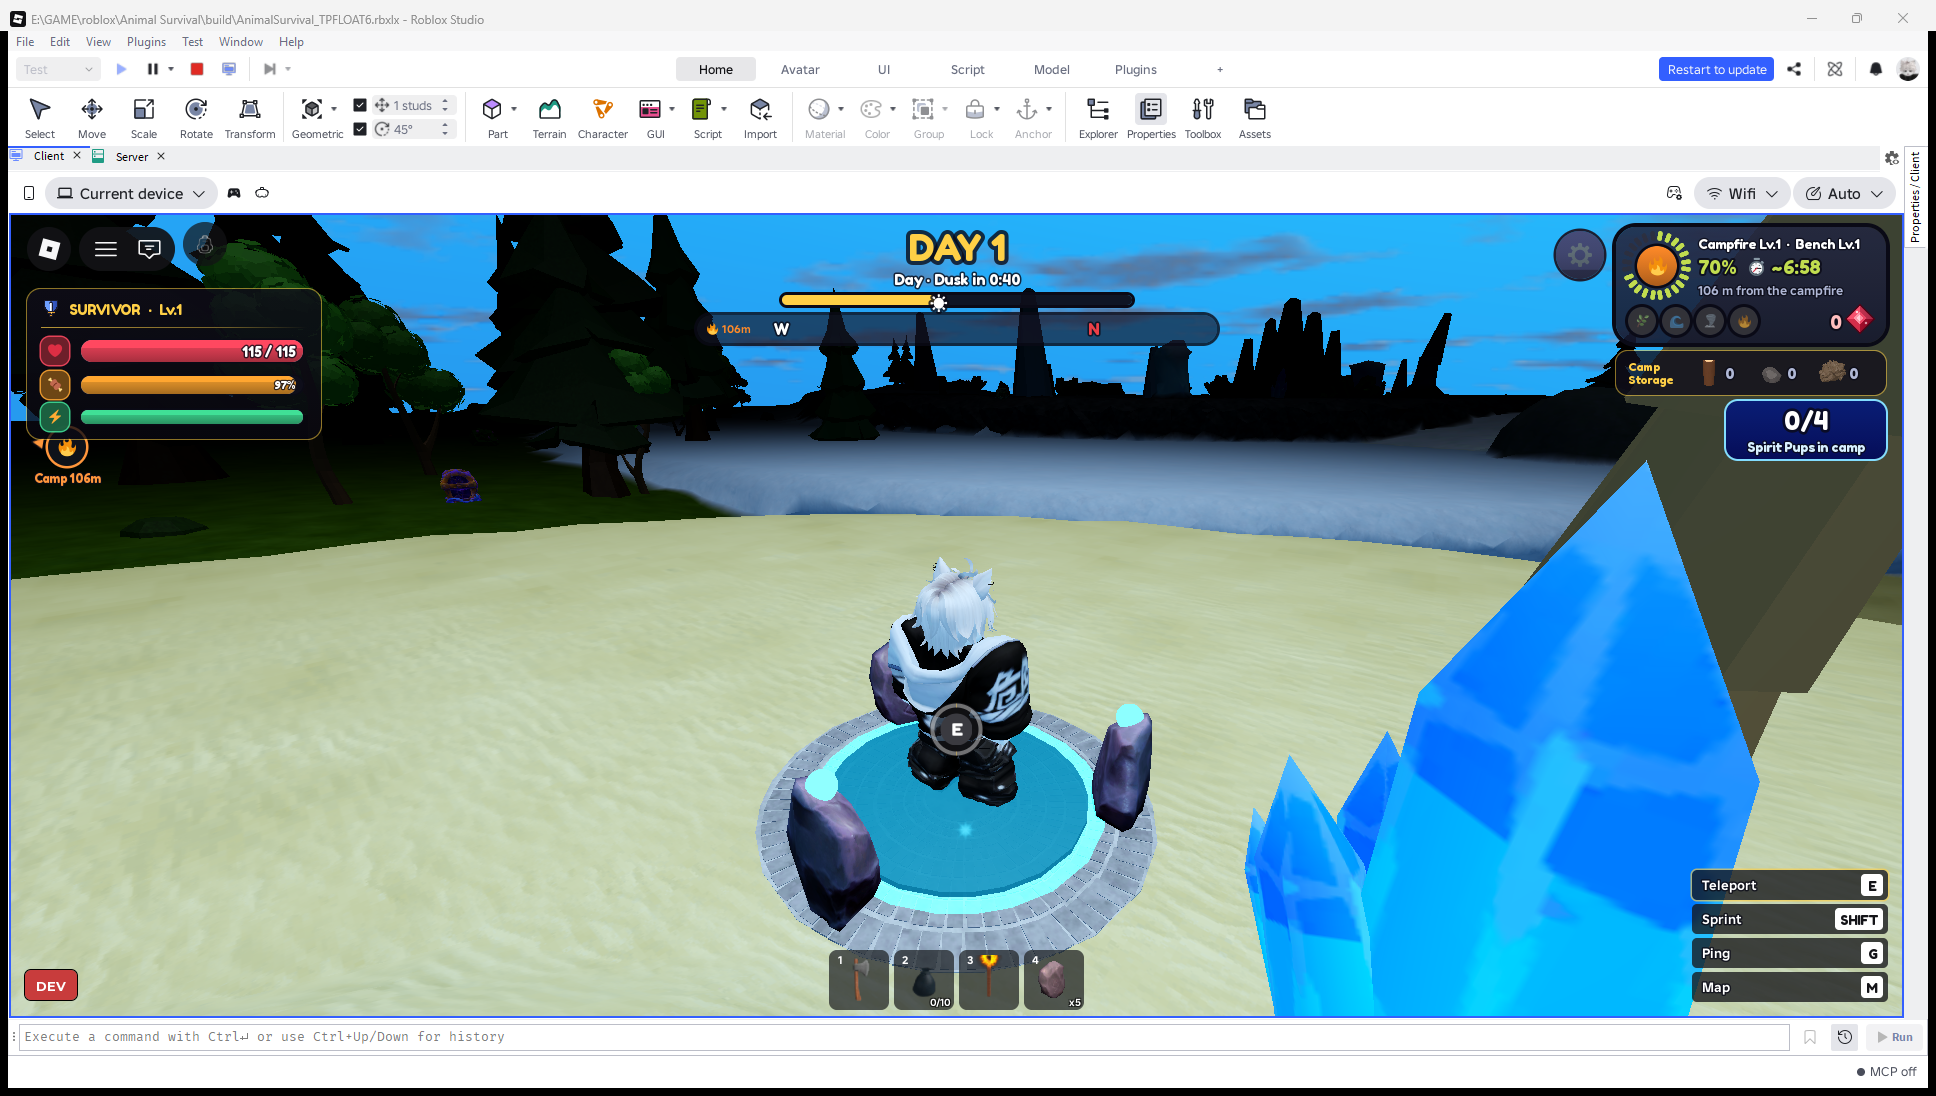 E:\GAME\roblox\Animal Survival\build\AnimalSurvival_TPFLOAT6.rbxlx - Roblox Studio
File Edit View Plugins Test Window Help
Test
Home Avatar UI Script Model Plugins +
Restart to update
1 studs
45°
Select Move Scale Rotate Transform Geometric Part Terrain Character GUI Script Import Material Color Group Lock Anchor Explorer Properties Toolbox Assets
Client Server
Properties / Client
Current device
Wifi Auto
DAY 1
Day · Dusk in 0:40
106m W N
SURVIVOR · Lv.1
115 / 115
97%
Camp 106m
Campfire Lv.1 · Bench Lv.1
70% ~6:58
106 m from the campfire
0
Camp Storage 0 0 0
0/4
Spirit Pups in camp
危
E
Teleport E
Sprint SHIFT
Ping G
Map M
DEV
1 2 3 4
0/10 x5
Execute a command with Ctrl↵ or use Ctrl+Up/Down for history
Run
MCP off